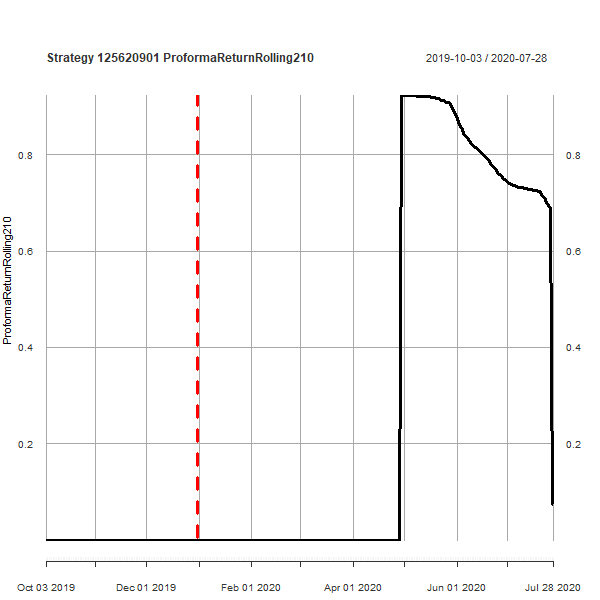 Strategy 125620901 ProformaReturnRolling210
2019-10-03 / 2020-07-28
ProformaReturnRolling210
0.8
0.8
0.6
0.6
0.4
0.4
0.2
0.2
Oct 03 2019
Dec 01 2019
Feb 01 2020
Apr 01 2020
Jun 01 2020
Jul 28 2020